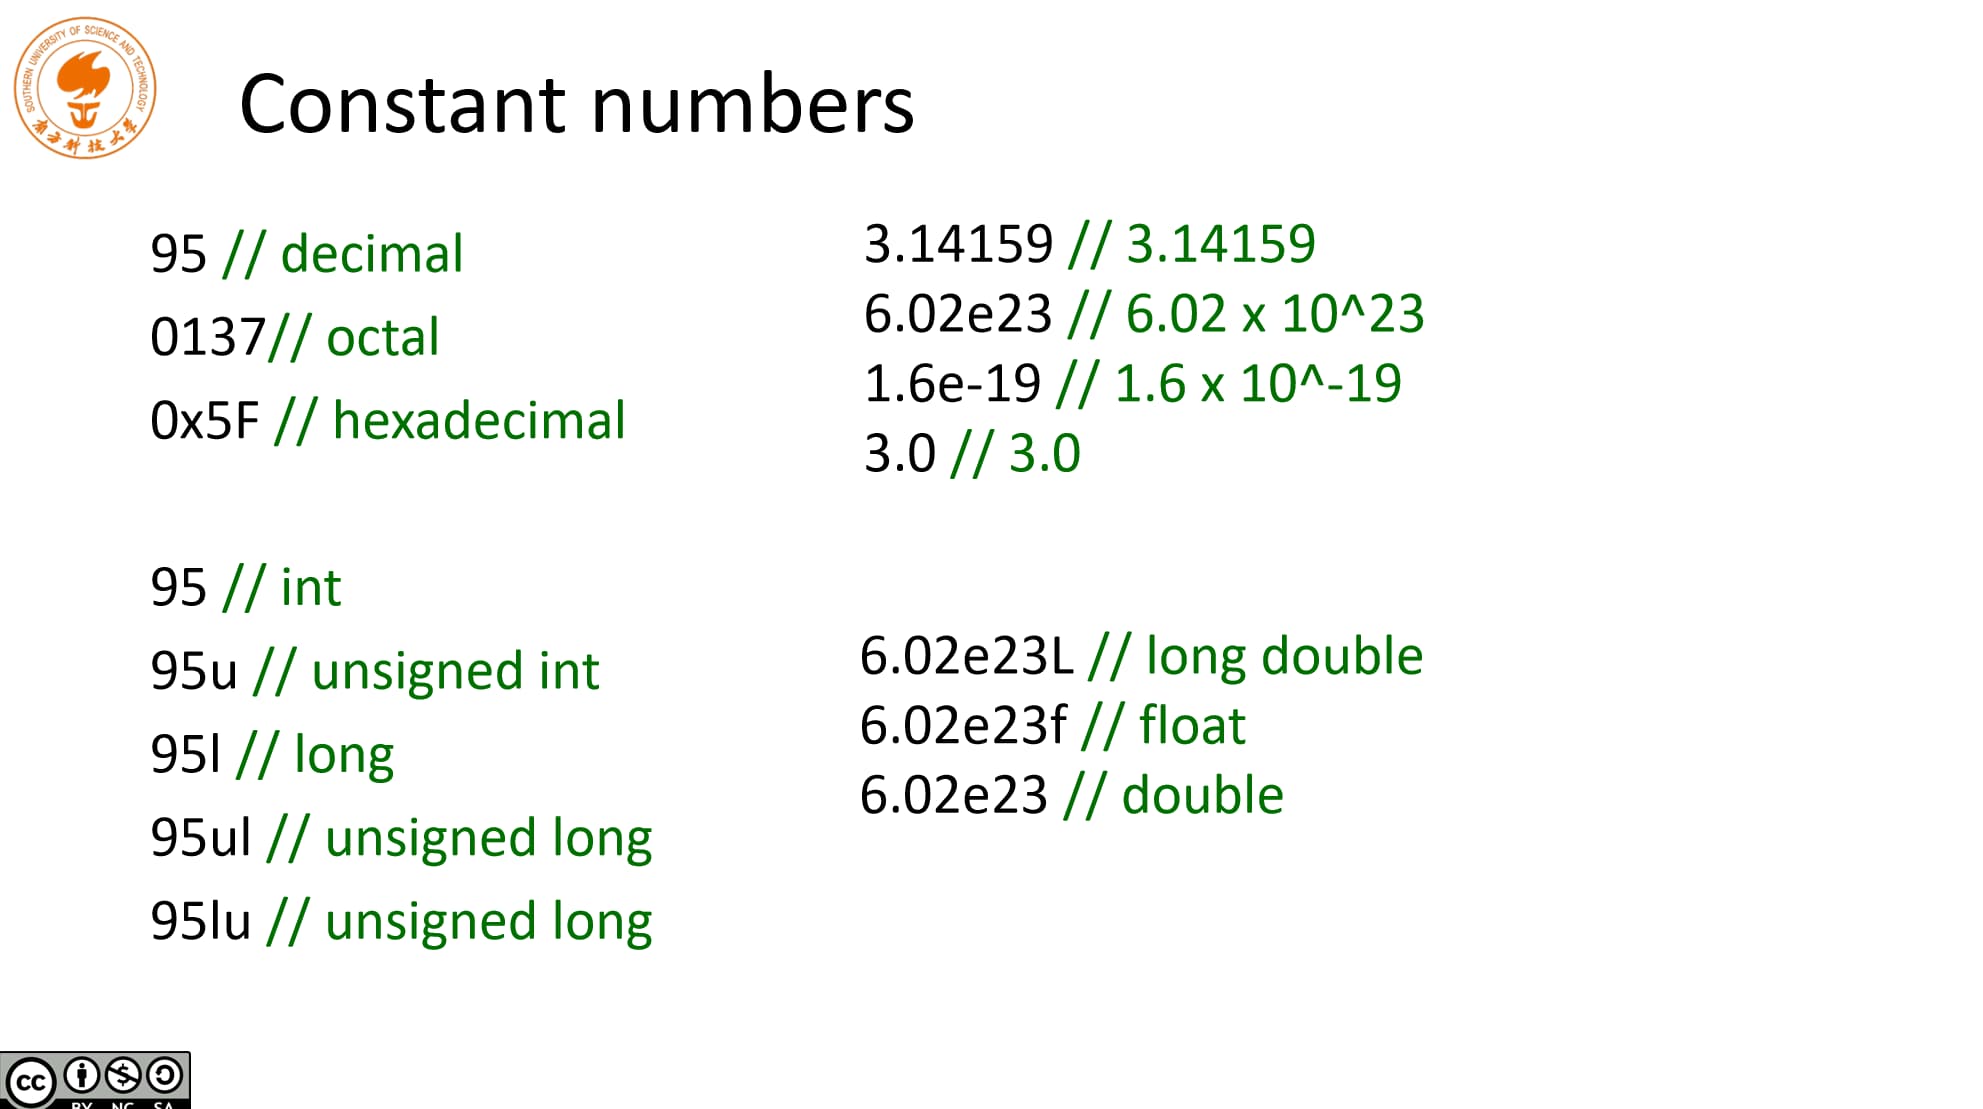 SOUTHERN UNIVERSITY OF SCIENCE AND TECHNOLOGY
南方科技大学
Constant numbers
95 // decimal
0137// octal
0x5F // hexadecimal
95 // int
95u // unsigned int
95l // long
95ul // unsigned long
95lu // unsigned long
3.14159 // 3.14159
6.02e23 // 6.02 x 10^23
1.6e-19 // 1.6 x 10^-19
3.0 // 3.0
6.02e23L // long double
6.02e23f // float
6.02e23 // double
cc
BY NC SA